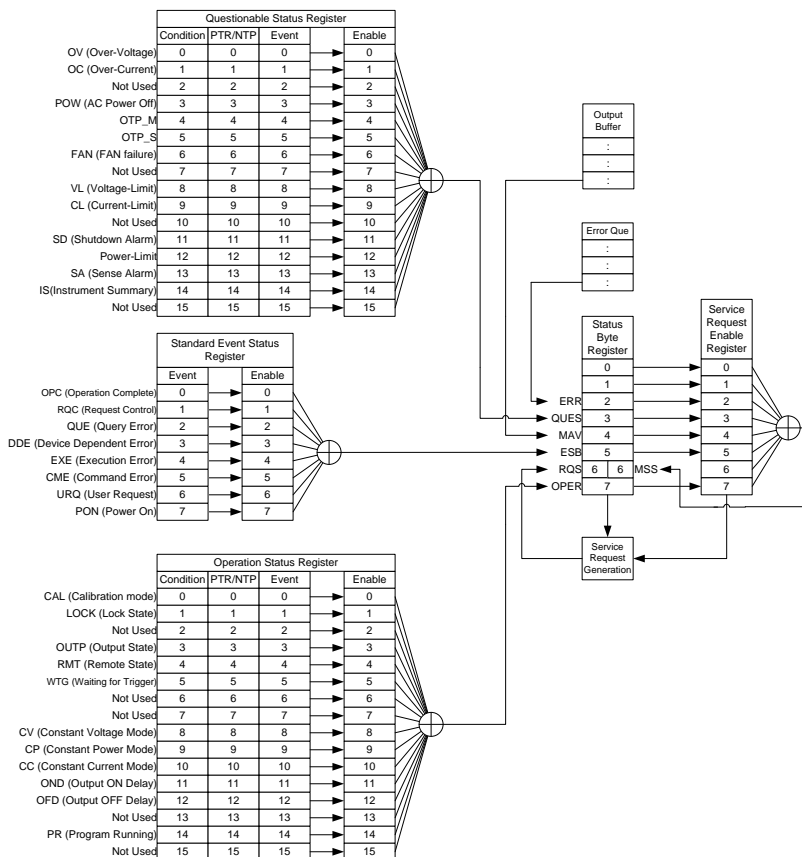 Questionable Status Register
Condition PTR/NTP Event Enable
OV (Over-Voltage) 0 0 0 0
OC (Over-Current) 1 1 1 1
Not Used 2 2 2 2
POW (AC Power Off) 3 3 3 3
OTP_M 4 4 4 4
OTP_S 5 5 5 5
FAN (FAN failure) 6 6 6 6
Not Used 7 7 7 7
VL (Voltage-Limit) 8 8 8 8
CL (Current-Limit) 9 9 9 9
Not Used 10 10 10 10
SD (Shutdown Alarm) 11 11 11 11
Power-Limit 12 12 12 12
SA (Sense Alarm) 13 13 13 13
IS(Instrument Summary) 14 14 14 14
Not Used 15 15 15 15
Output
Buffer
:
:
:
Error Que
:
:
:
Standard Event Status
Register
Event Enable
OPC (Operation Complete) 0 0
RQC (Request Control) 1 1
QUE (Query Error) 2 2
DDE (Device Dependent Error) 3 3
EXE (Execution Error) 4 4
CME (Command Error) 5 5
URQ (User Request) 6 6
PON (Power On) 7 7
Status
Byte
Register
Service
Request
Enable
Register
0 0
1 1
ERR 2 2
QUES 3 3
MAV 4 4
ESB 5 5
RQS 6 6 MSS 6
OPER 7 7
Service
Request
Generation
Operation Status Register
Condition PTR/NTP Event Enable
CAL (Calibration mode) 0 0 0 0
LOCK (Lock State) 1 1 1 1
Not Used 2 2 2 2
OUTP (Output State) 3 3 3 3
RMT (Remote State) 4 4 4 4
WTG (Waiting for Trigger) 5 5 5 5
Not Used 6 6 6 6
Not Used 7 7 7 7
CV (Constant Voltage Mode) 8 8 8 8
CP (Constant Power Mode) 9 9 9 9
CC (Constant Current Mode) 10 10 10 10
OND (Output ON Delay) 11 11 11 11
OFD (Output OFF Delay) 12 12 12 12
Not Used 13 13 13 13
PR (Program Running) 14 14 14 14
Not Used 15 15 15 15